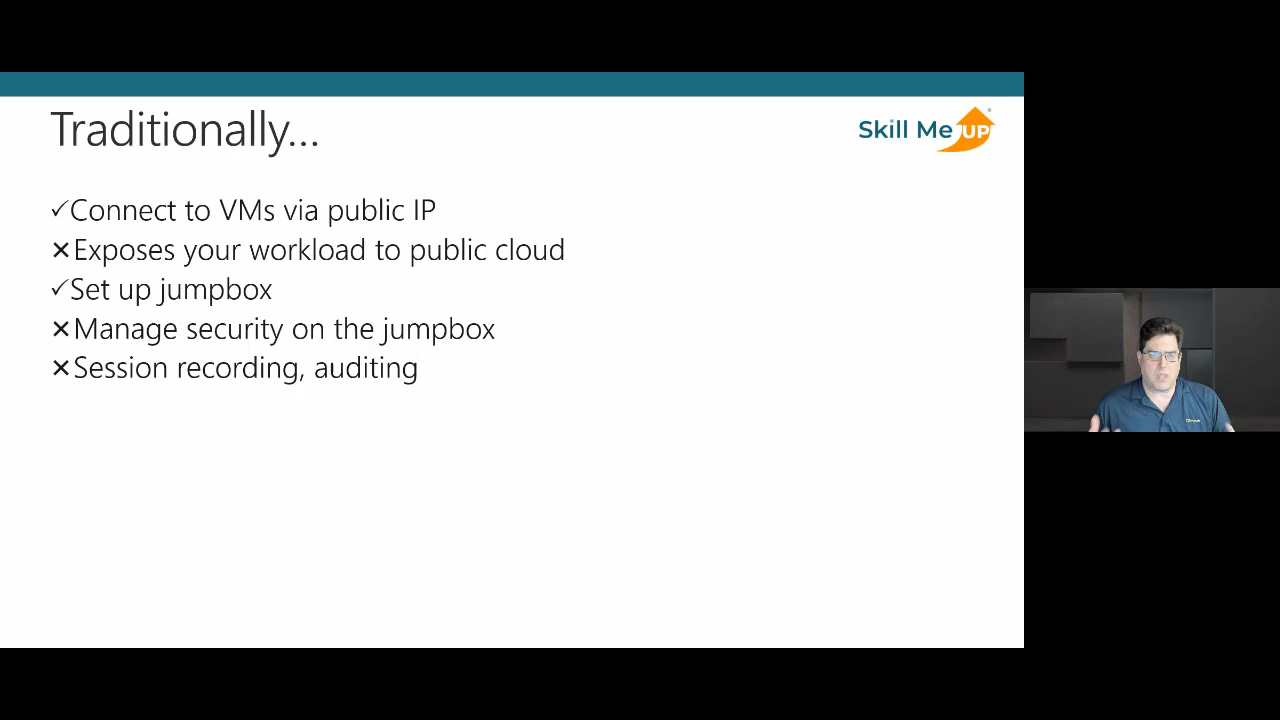 Traditionally...
Skill Me UP
✓Connect to VMs via public IP
✕Exposes your workload to public cloud
✓Set up jumpbox
✕Manage security on the jumpbox
✕Session recording, auditing